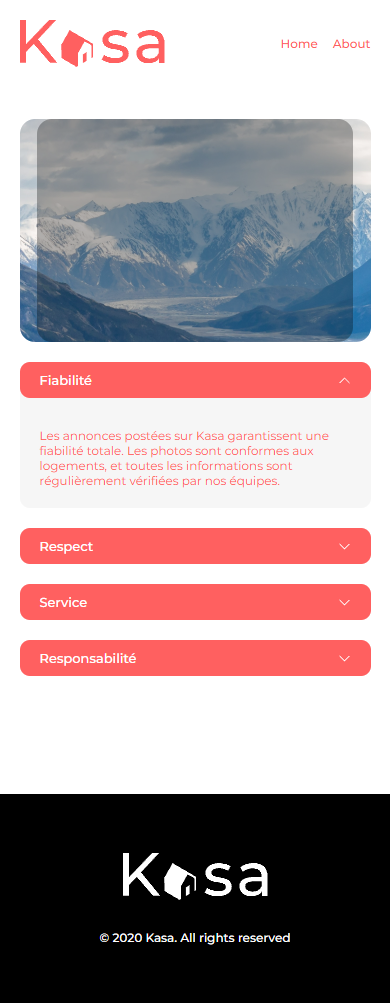 Kasa
Home About
Fiabilité
Les annonces postées sur Kasa garantissent une
fiabilité totale. Les photos sont conformes aux
logements, et toutes les informations sont
régulièrement vérifiées par nos équipes.
Respect
Service
Responsabilité
Kasa
© 2020 Kasa. All rights reserved